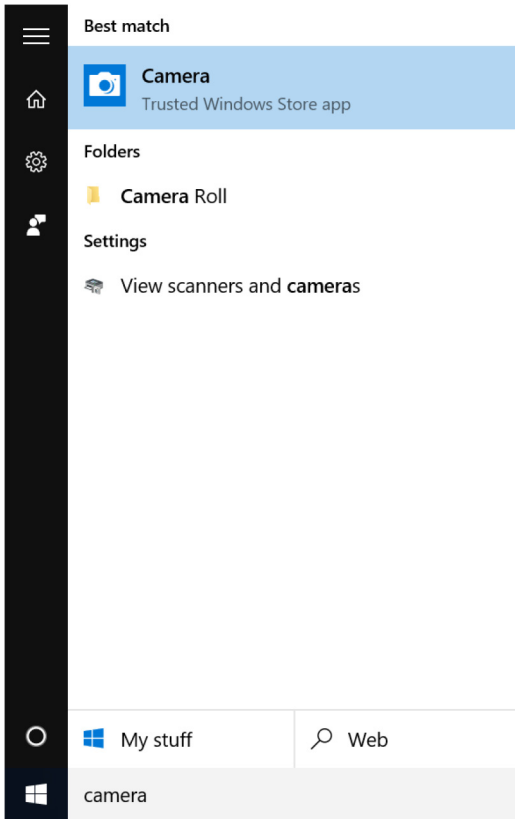 Best match
Camera
Trusted Windows Store app
Folders
Camera Roll
Settings
View scanners and cameras
My stuff
Web
camera